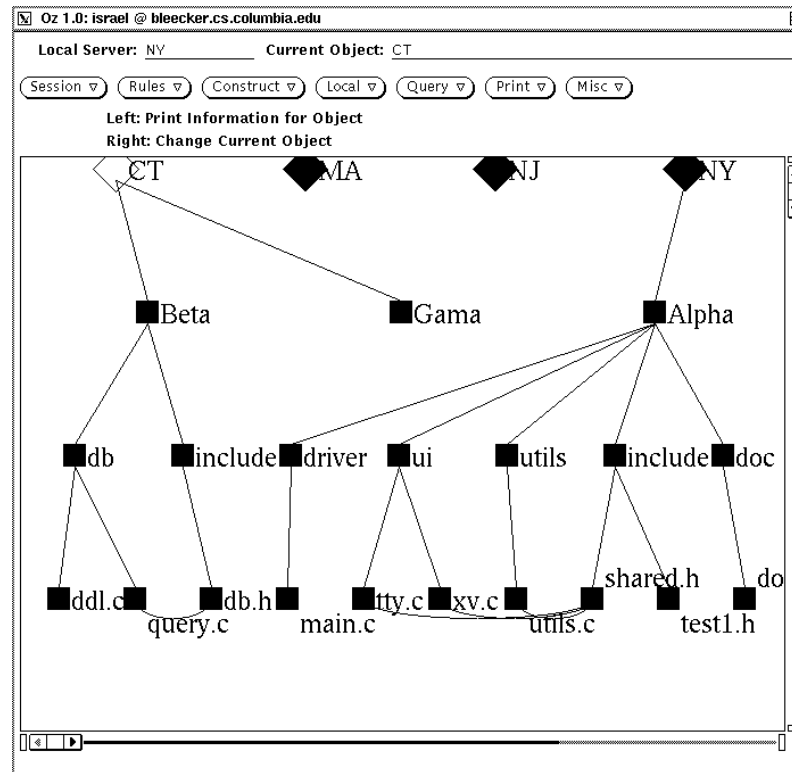 Oz 1.0: israel @ bleecker.cs.columbia.edu
Local Server: NY Current Object: CT
Session Rules Construct Local Query Print Misc
Left: Print Information for Object
Right: Change Current Object
CT MA NJ NY
Beta Gama Alpha
db include driver ui utils include doc
shared.h do
ddl.c db.h tty.c xv.c
query.c main.c utils.c test1.h